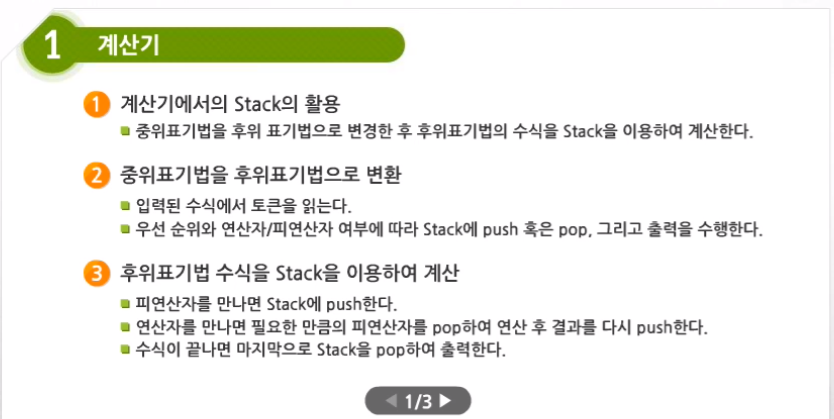 1 계산기
1 계산기에서의 Stack의 활용
중위표기법을 후위 표기법으로 변경한 후 후위표기법의 수식을 Stack을 이용하여 계산한다.
2 중위표기법을 후위표기법으로 변환
입력된 수식에서 토큰을 읽는다.
우선 순위와 연산자/피연산자 여부에 따라 Stack에 push 혹은 pop, 그리고 출력을 수행한다.
3 후위표기법 수식을 Stack을 이용하여 계산
피연산자를 만나면 Stack에 push한다.
연산자를 만나면 필요한 만큼의 피연산자를 pop하여 연산 후 결과를 다시 push한다.
수식이 끝나면 마지막으로 Stack을 pop하여 출력한다.
◀ 1/3 ▶